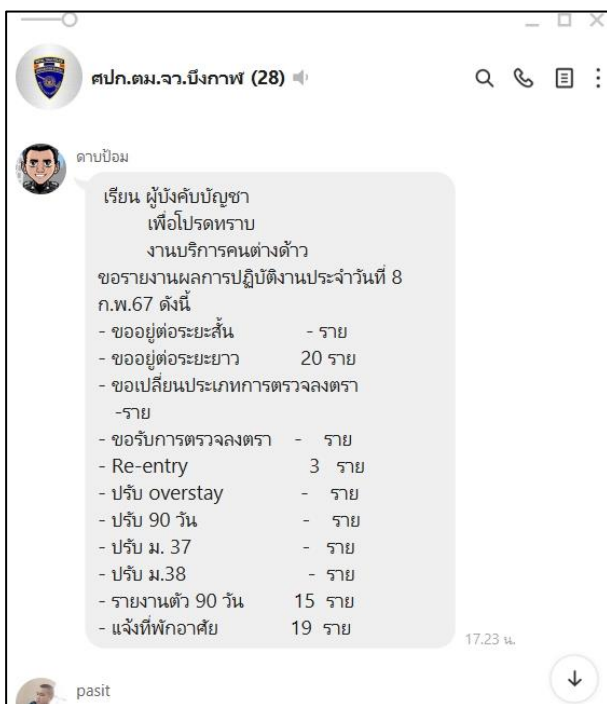 ศปก.ตม.จว.บึงกาฬ (28)
ดาบป้อม
เรียน ผู้บังคับบัญชา
เพื่อโปรดทราบ
งานบริการคนต่างด้าว
ขอรายงานผลการปฏิบัติงานประจำวันที่ 8
ก.พ.67 ดังนี้
- ขออยู่ต่อระยะสั้น - ราย
- ขออยู่ต่อระยะยาว 20 ราย
- ขอเปลี่ยนประเภทการตรวจลงตรา
-ราย
- ขอรับการตรวจลงตรา - ราย
- Re-entry 3 ราย
- ปรับ overstay - ราย
- ปรับ 90 วัน - ราย
- ปรับ ม. 37 - ราย
- ปรับ ม.38 - ราย
- รายงานตัว 90 วัน 15 ราย
- แจ้งที่พักอาศัย 19 ราย
17.23 น.
pasit